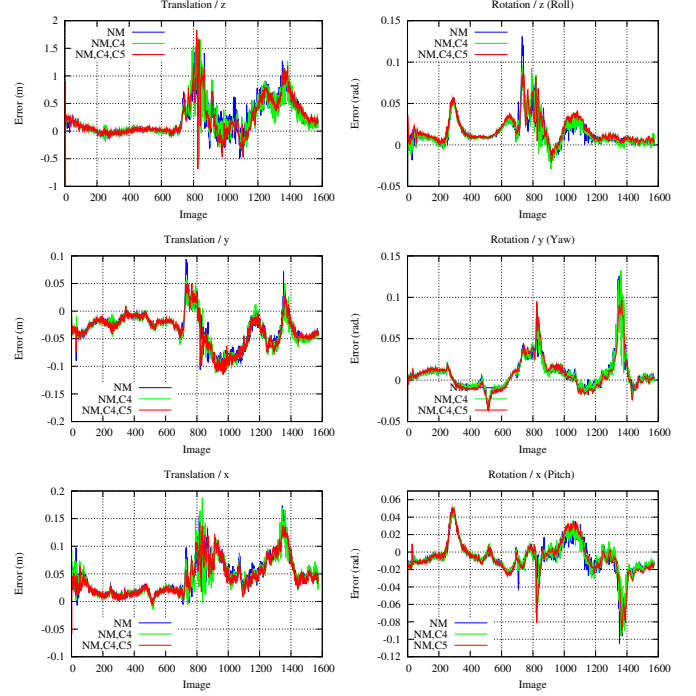 Translation / z
Error (m)
2
1.5
1
0.5
0
-0.5
-1
NM
NM,C4
NM,C4,C5
0 200 400 600 800 1000 1200 1400 1600
Image
Rotation / z (Roll)
Error (rad.)
0.15
0.1
0.05
0
-0.05
NM
NM,C4
NM,C4,C5
0 200 400 600 800 1000 1200 1400 1600
Image
Translation / y
Error (m)
0.1
0.05
0
-0.05
-0.1
-0.15
-0.2
NM
NM,C4
NM,C4,C5
0 200 400 600 800 1000 1200 1400 1600
Image
Rotation / y (Yaw)
Error (rad.)
0.15
0.1
0.05
0
-0.05
NM
NM,C4
NM,C4,C5
0 200 400 600 800 1000 1200 1400 1600
Image
Translation / x
Error (m)
0.2
0.15
0.1
0.05
0
-0.05
-0.1
NM
NM,C4
NM,C4,C5
0 200 400 600 800 1000 1200 1400 1600
Image
Rotation / x (Pitch)
Error (rad.)
0.06
0.04
0.02
0
-0.02
-0.04
-0.06
-0.08
-0.1
-0.12
NM
NM,C4
NM,C5
0 200 400 600 800 1000 1200 1400 1600
Image